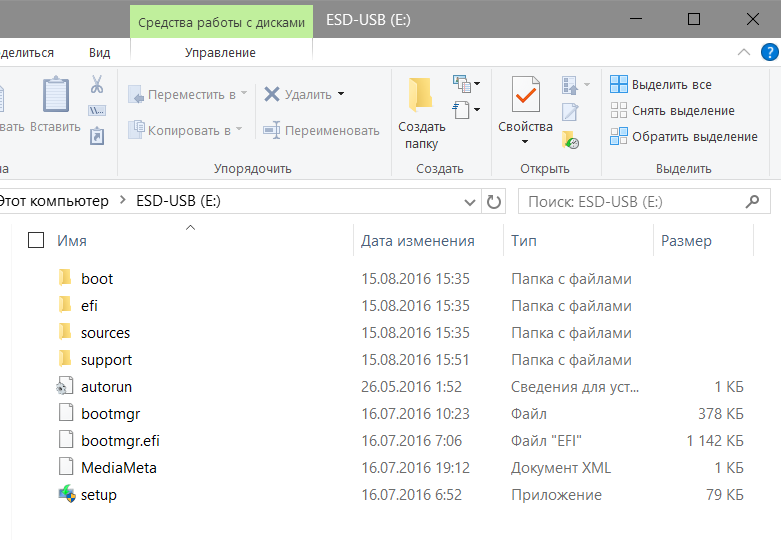 Средства работы с дисками ESD-USB (E:)
Вид Управление
Вставить
Переместить в
Копировать в
Удалить
Переименовать
Создать
папку
Свойства
Выделить все
Снять выделение
Обратить выделение
Упорядочить Создать Открыть Выделить
Этот компьютер > ESD-USB (E:) Поиск: ESD-USB (E:)
Имя Дата изменения Тип Размер
boot 15.08.2016 15:35 Папка с файлами
efi 15.08.2016 15:35 Папка с файлами
sources 15.08.2016 15:35 Папка с файлами
support 15.08.2016 15:51 Папка с файлами
autorun 26.05.2016 1:52 Сведения для уст... 1 КБ
bootmgr 16.07.2016 10:23 Файл 378 КБ
bootmgr.efi 16.07.2016 7:06 Файл "EFI" 1 142 КБ
MediaMeta 16.07.2016 19:12 Документ XML 1 КБ
setup 16.07.2016 6:52 Приложение 79 КБ